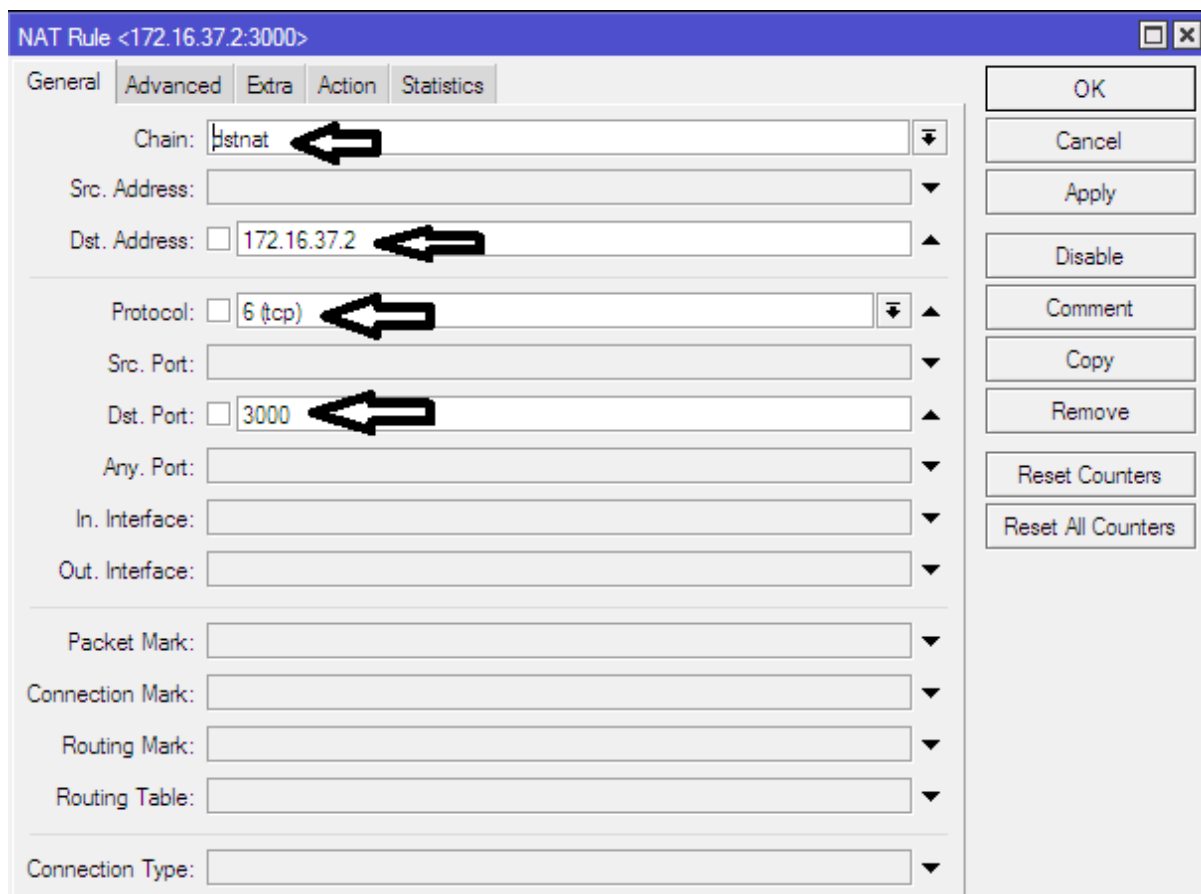 NAT Rule <172.16.37.2:3000>
General Advanced Extra Action Statistics
OK
Chain: dstnat
Cancel
Src. Address:
Apply
Dst. Address: 172.16.37.2
Disable
Protocol: 6 (tcp)
Comment
Src. Port:
Copy
Dst. Port: 3000
Remove
Any. Port:
Reset Counters
In. Interface:
Reset All Counters
Out. Interface:
Packet Mark:
Connection Mark:
Routing Mark:
Routing Table:
Connection Type: